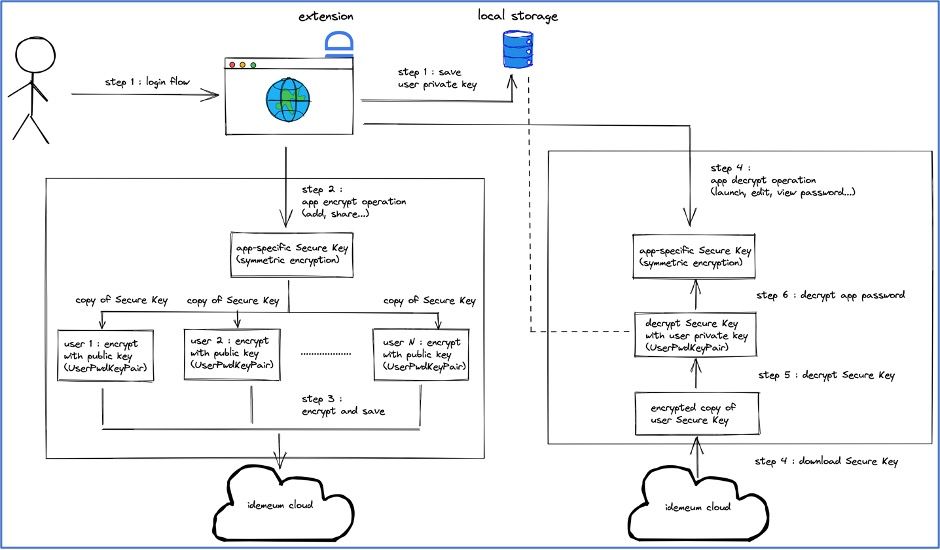 extension
local storage
iD
step 1 : login flow
step 1 : save
user private key
step 2 :
app encrypt operation
(add, share...)
step 4 :
app decrypt operation
(launch, edit, view password...)
app-specific Secure Key
(symmetric encryption)
app-specific Secure Key
(symmetric encryption)
copy of Secure Key
copy of Secure Key
copy of Secure Key
step 6 : decrypt app password
user 1 : encrypt
with public key
(UserPwdKeyPair)
user 2 : encrypt
with public key
(UserPwdKeyPair)
user N : encrypt
with public key
(UserPwdKeyPair)
decrypt Secure Key
with user private key
(UserPwdKeyPair)
step 5 : decrypt Secure Key
step 3 :
encrypt and save
encrypted copy of
user Secure Key
step 4 : download Secure Key
idemeum cloud
idemeum cloud